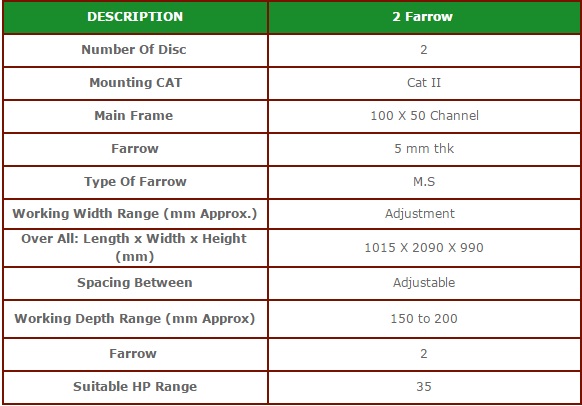 DESCRIPTION 2 Farrow
Number Of Disc 2
Mounting CAT Cat II
Main Frame 100 X 50 Channel
Farrow 5 mm thk
Type Of Farrow M.S
Working Width Range (mm Approx.) Adjustment
Over All: Length x Width x Height
(mm) 1015 X 2090 X 990
Spacing Between Adjustable
Working Depth Range (mm Approx) 150 to 200
Farrow 2
Suitable HP Range 35